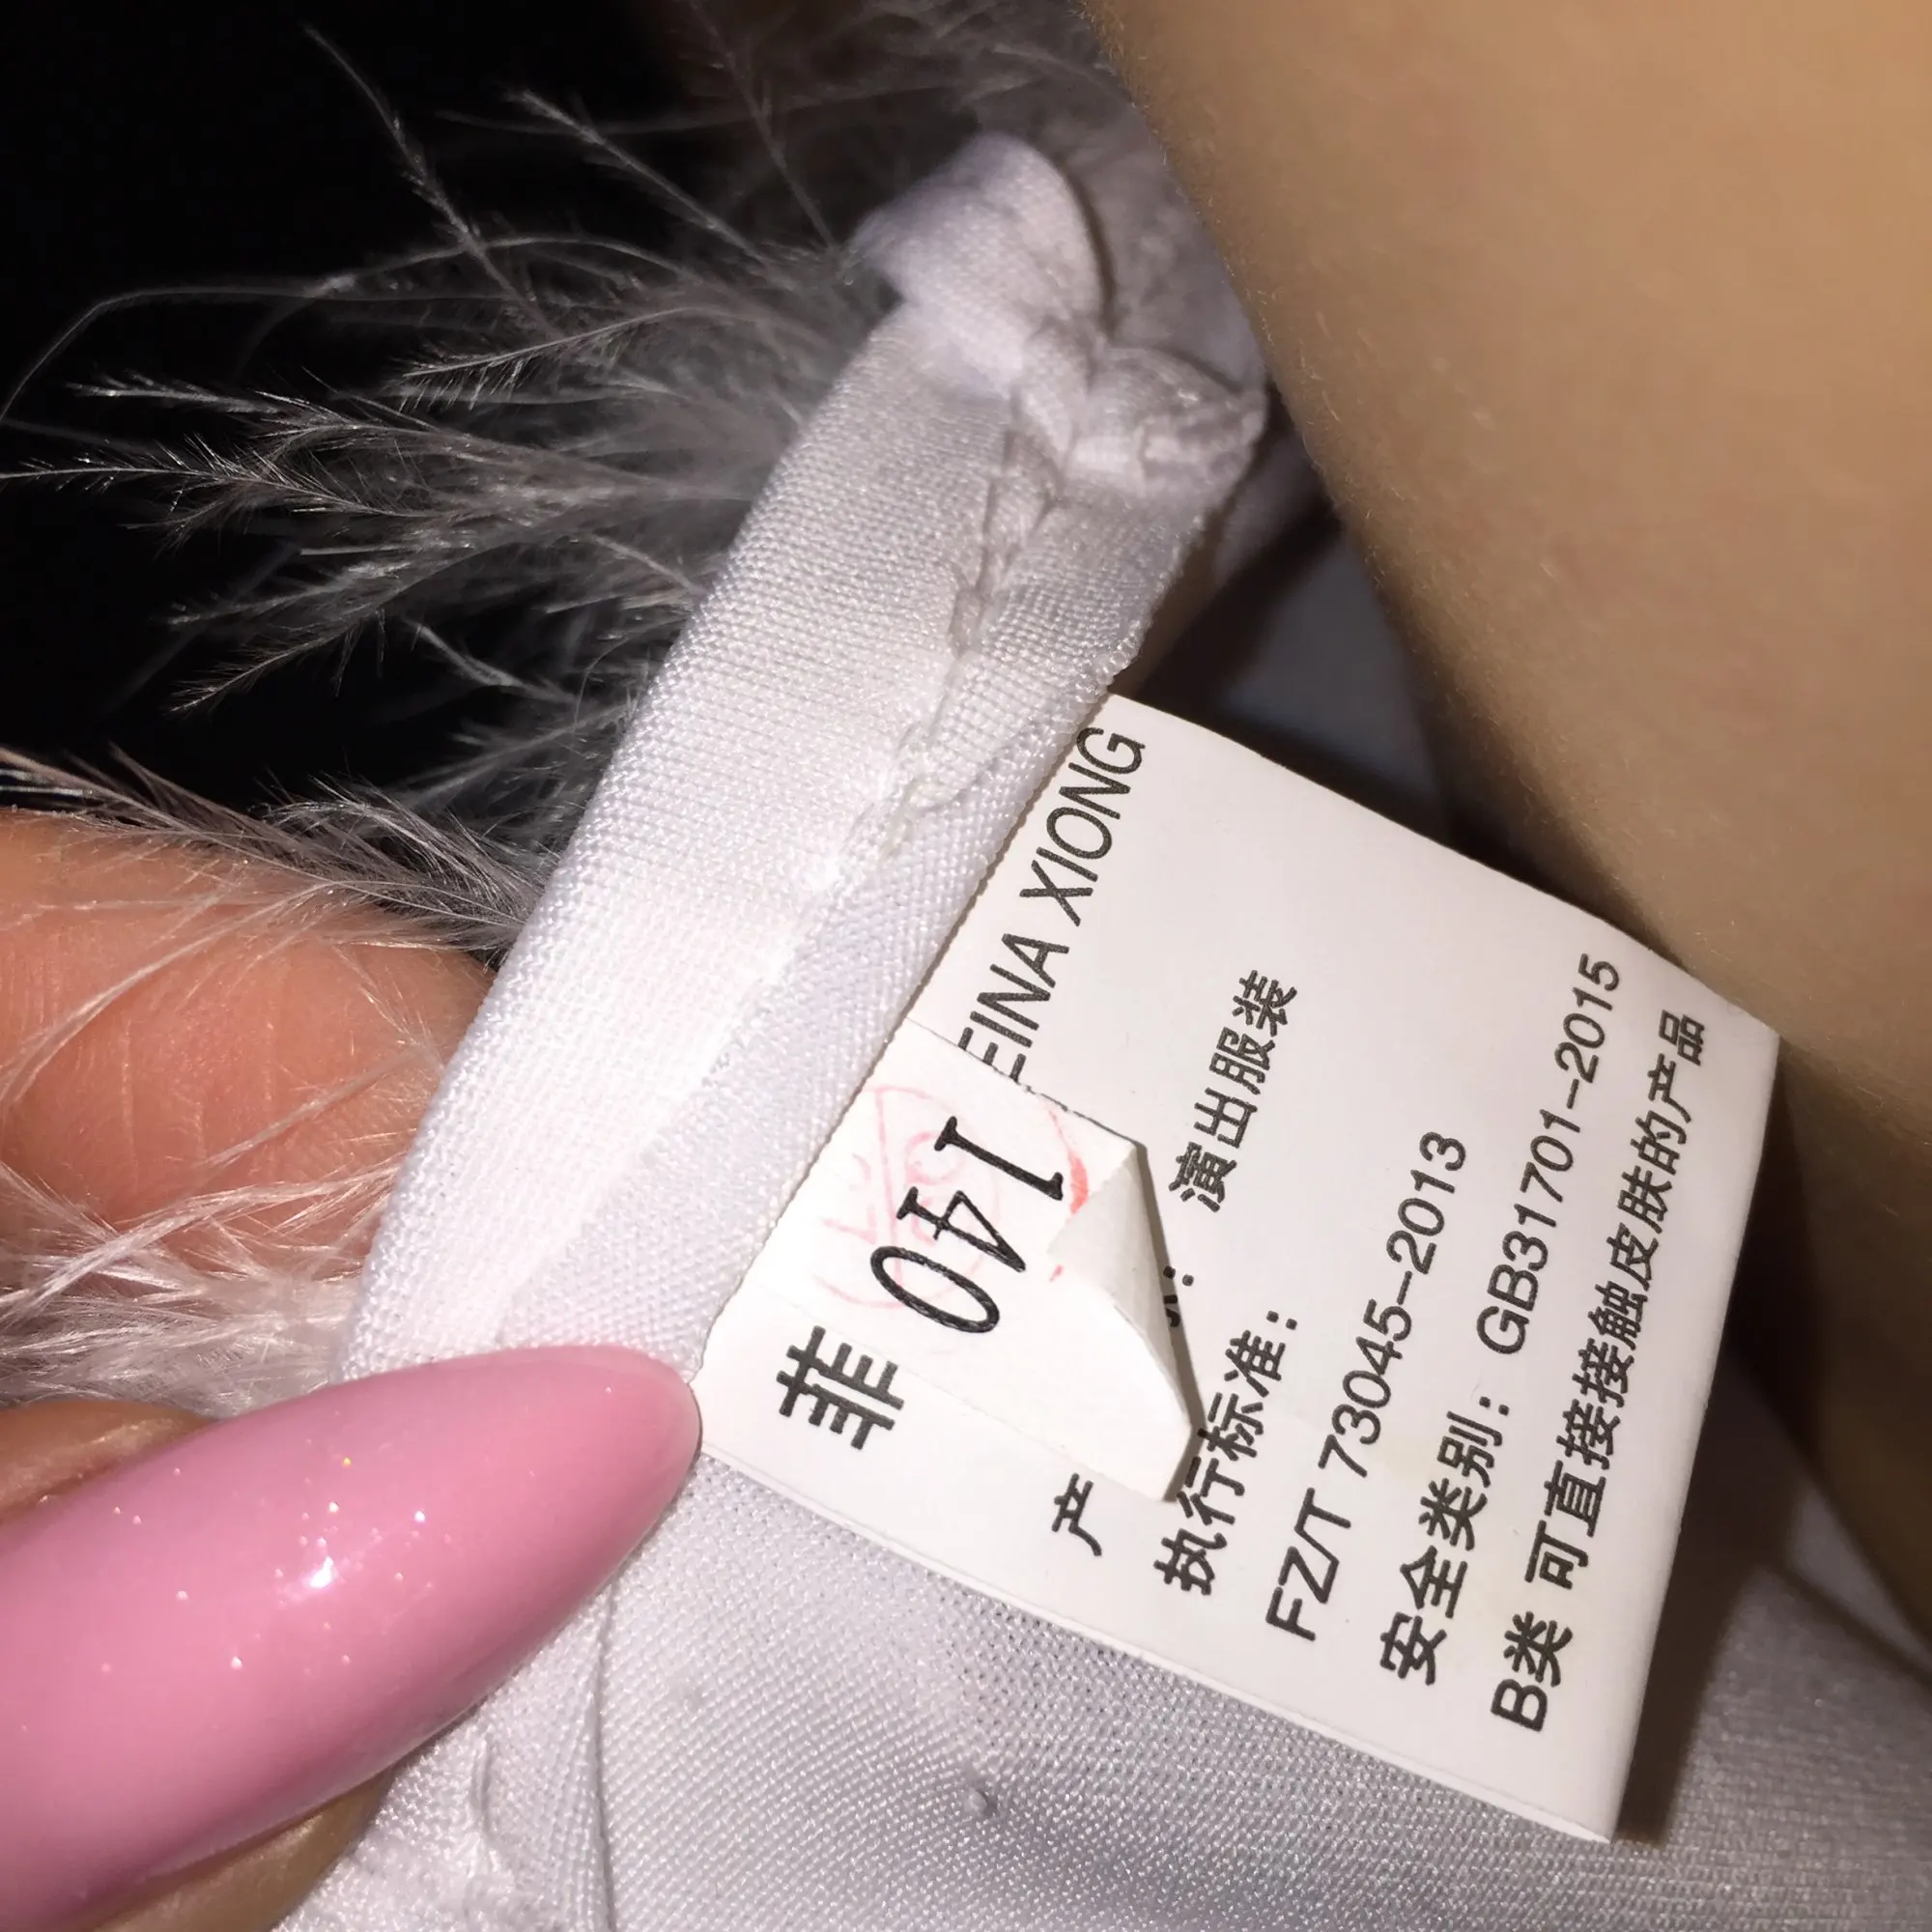 菲
EINA XIONG
140
产
: 演出服装
执行标准:
FZ/T 73045-2013
安全类别: GB31701-2015
B类 可直接接触皮肤的产品